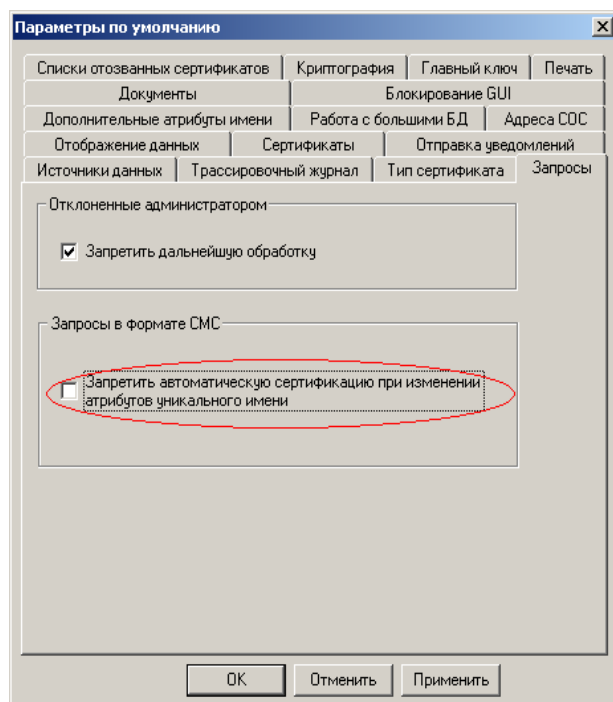 Параметры по умолчанию
Списки отозванных сертификатов Криптография Главный ключ Печать
Документы Блокирование GUI
Дополнительные атрибуты имени Работа с большими БД Адреса СОС
Отображение данных Сертификаты Отправка уведомлений
Источники данных Трассировочный журнал Тип сертификата Запросы
Отклоненные администратором
Запретить дальнейшую обработку
Запросы в формате CMC
Запретить автоматическую сертификацию при изменении
атрибутов уникального имени
OK Отменить Применить